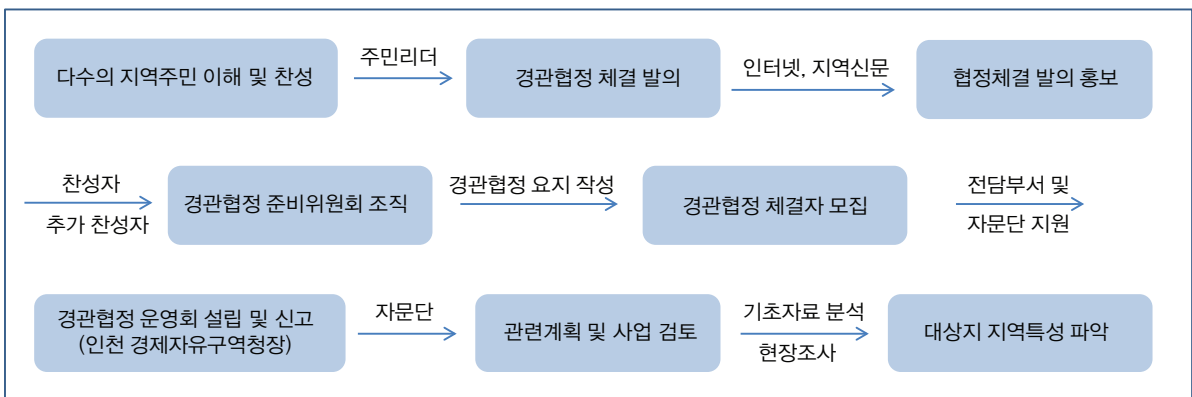 다수의 지역주민 이해 및 찬성
주민리더
경관협정 체결 발의
인터넷, 지역신문
협정체결 발의 홍보
찬성자
추가 찬성자
경관협정 준비위원회 조직
경관협정 요지 작성
경관협정 체결자 모집
전담부서 및
자문단 지원
경관협정 운영회 설립 및 신고
(인천 경제자유구역청장)
자문단
관련계획 및 사업 검토
기초자료 분석
현장조사
대상지 지역특성 파악